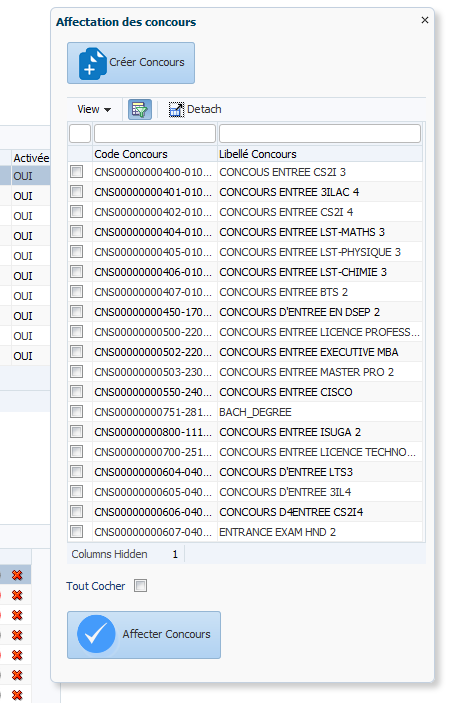 Affectation des concours
Créer Concours
View
Detach
Code Concours Libellé Concours
CNS00000000400-010... CONCOUS ENTREE CS2I 3
CNS00000000401-010... CONCOURS ENTREE 3ILAC 4
CNS00000000402-010... CONCOURS ENTREE CS2I 4
CNS00000000404-010... CONCOURS ENTREE LST-MATHS 3
CNS00000000405-010... CONCOURS ENTREE LST-PHYSIQUE 3
CNS00000000406-010... CONCOURS ENTREE LST-CHIMIE 3
CNS00000000407-010... CONCOURS ENTREE BTS 2
CNS00000000450-170... CONCOURS D'ENTREE EN DSEP 2
CNS00000000500-220... CONCOURS ENTREE LICENCE PROFESS...
CNS00000000502-220... CONCOURS ENTREE EXECUTIVE MBA
CNS00000000503-230... CONCOURS ENTREE MASTER PRO 2
CNS00000000550-240... CONCOURS ENTREE CISCO
CNS00000000751-281... BACH_DEGREE
CNS00000000800-111... CONCOURS ENTREE ISUGA 2
CNS00000000700-251... CONCOURS ENTREE LICENCE TECHNO...
CNS00000000604-040... CONCOURS D'ENTREE LTS3
CNS00000000605-040... CONCOURS D'ENTREE 3IL4
CNS00000000606-040... CONCOURS D4ENTREE CS2I4
CNS00000000607-040... ENTRANCE EXAM HND 2
Columns Hidden 1
Tout Cocher
Affecter Concours
Activée
OUI
OUI
OUI
OUI
OUI
OUI
OUI
OUI
OUI
OUI